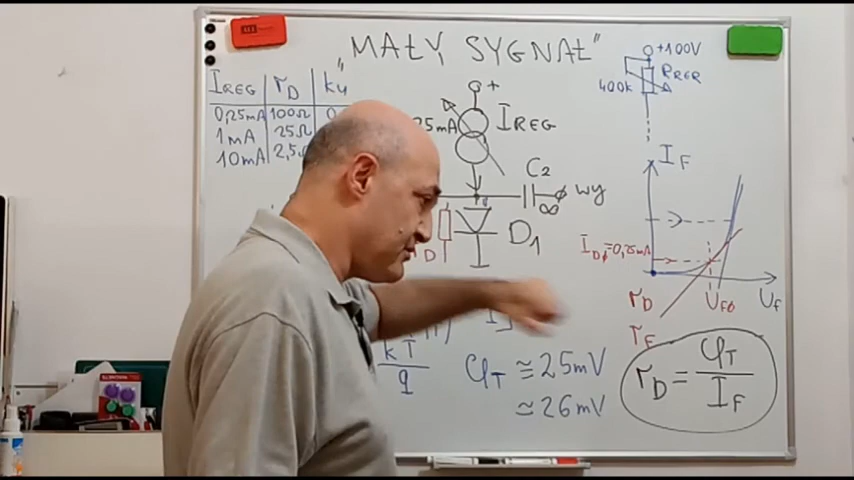 "MAŁY SYGNAŁ"
+100V
400k RREG
IREG rD ku
0,25mA 100Ω 0
1mA 25Ω
10mA 2,5
25mA IREG
+
C2
∞ wy
D1
D
IF
ID0=0,25mA
UF0 UF
rD
rF
kT
q
φT ≅ 25mV
≅ 26mV
rD = φT
IF